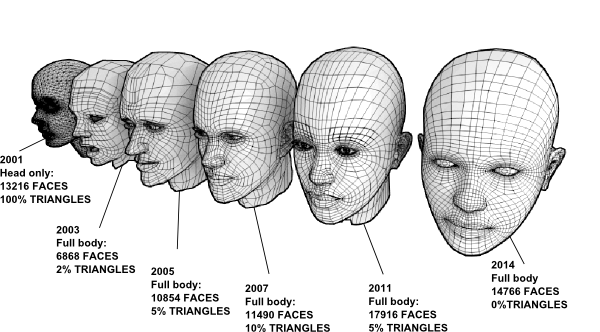 2001
Head only:
13216 FACES
100% TRIANGLES
2003
Full body:
6868 FACES
2% TRIANGLES
2005
Full body:
10854 FACES
5% TRIANGLES
2007
Full body:
11490 FACES
10% TRIANGLES
2011
Full body:
17916 FACES
5% TRIANGLES
2014
Full body
14766 FACES
0%TRIANGLES